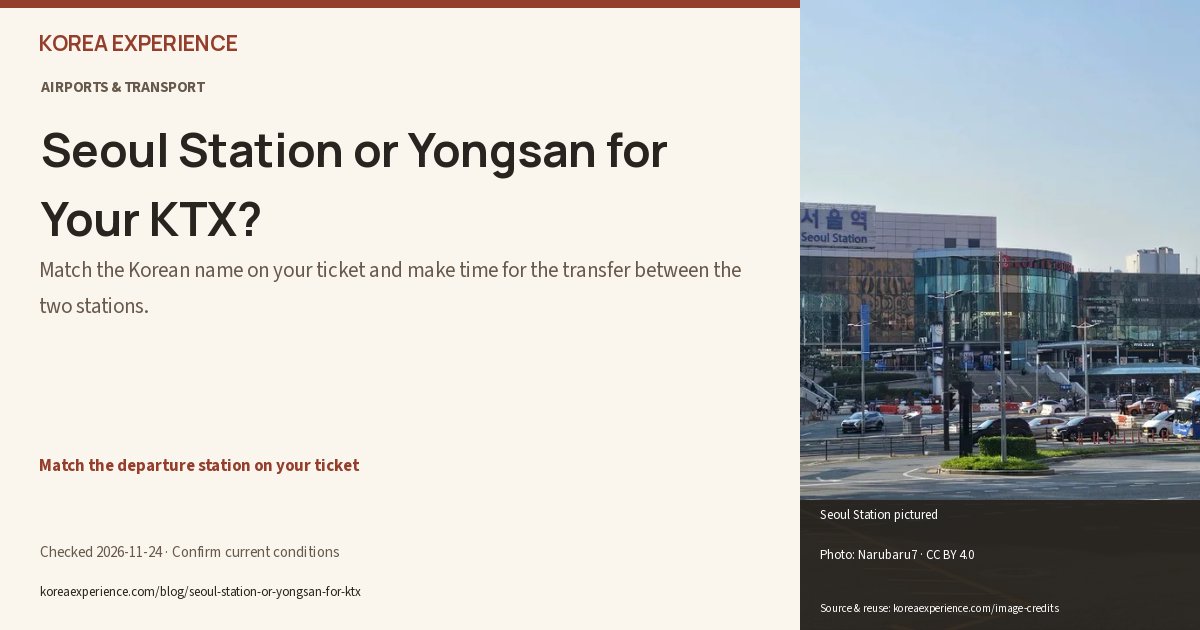 KOREA EXPERIENCE
AIRPORTS & TRANSPORT
Seoul Station or Yongsan for
Your KTX?
Match the Korean name on your ticket and make time for the transfer between the
two stations.
Match the departure station on your ticket
Checked 2026-11-24 · Confirm current conditions
koreaexperience.com/blog/seoul-station-or-yongsan-for-ktx
서울역
Seoul Station
Seoul Station pictured
Photo: Narubaru7 · CC BY 4.0
Source & reuse: koreaexperience.com/image-credits